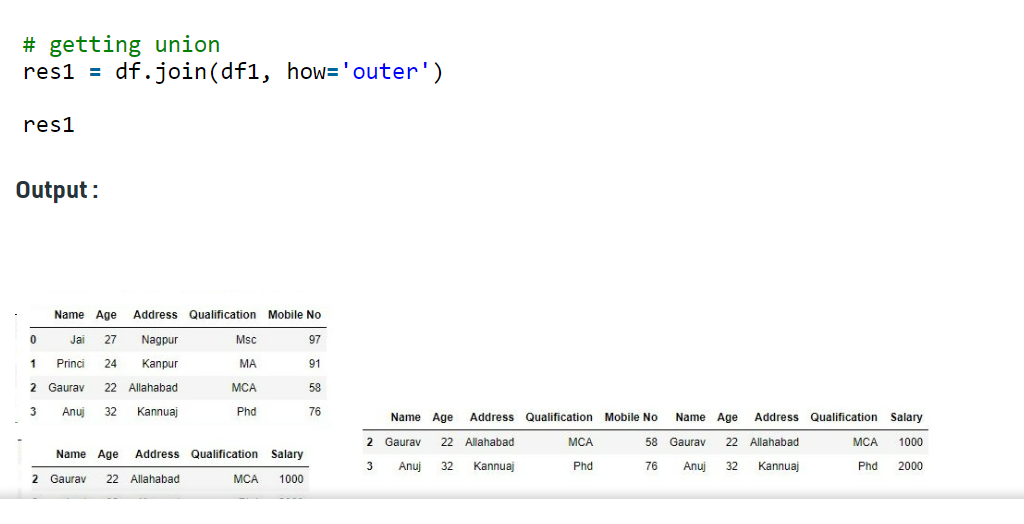 # getting union
res1 = df.join(df1, how='outer')
res1
Output :
Name Age Address Qualification Mobile No
0 Jai 27 Nagpur Msc 97
1 Princi 24 Kanpur MA 91
2 Gaurav 22 Allahabad MCA 58
3 Anuj 32 Kannuaj Phd 76
Name Age Address Qualification Salary
2 Gaurav 22 Allahabad MCA 1000
Name Age Address Qualification Mobile No Name Age Address Qualification Salary
2 Gaurav 22 Allahabad MCA 58 Gaurav 22 Allahabad MCA 1000
3 Anuj 32 Kannuaj Phd 76 Anuj 32 Kannuaj Phd 2000